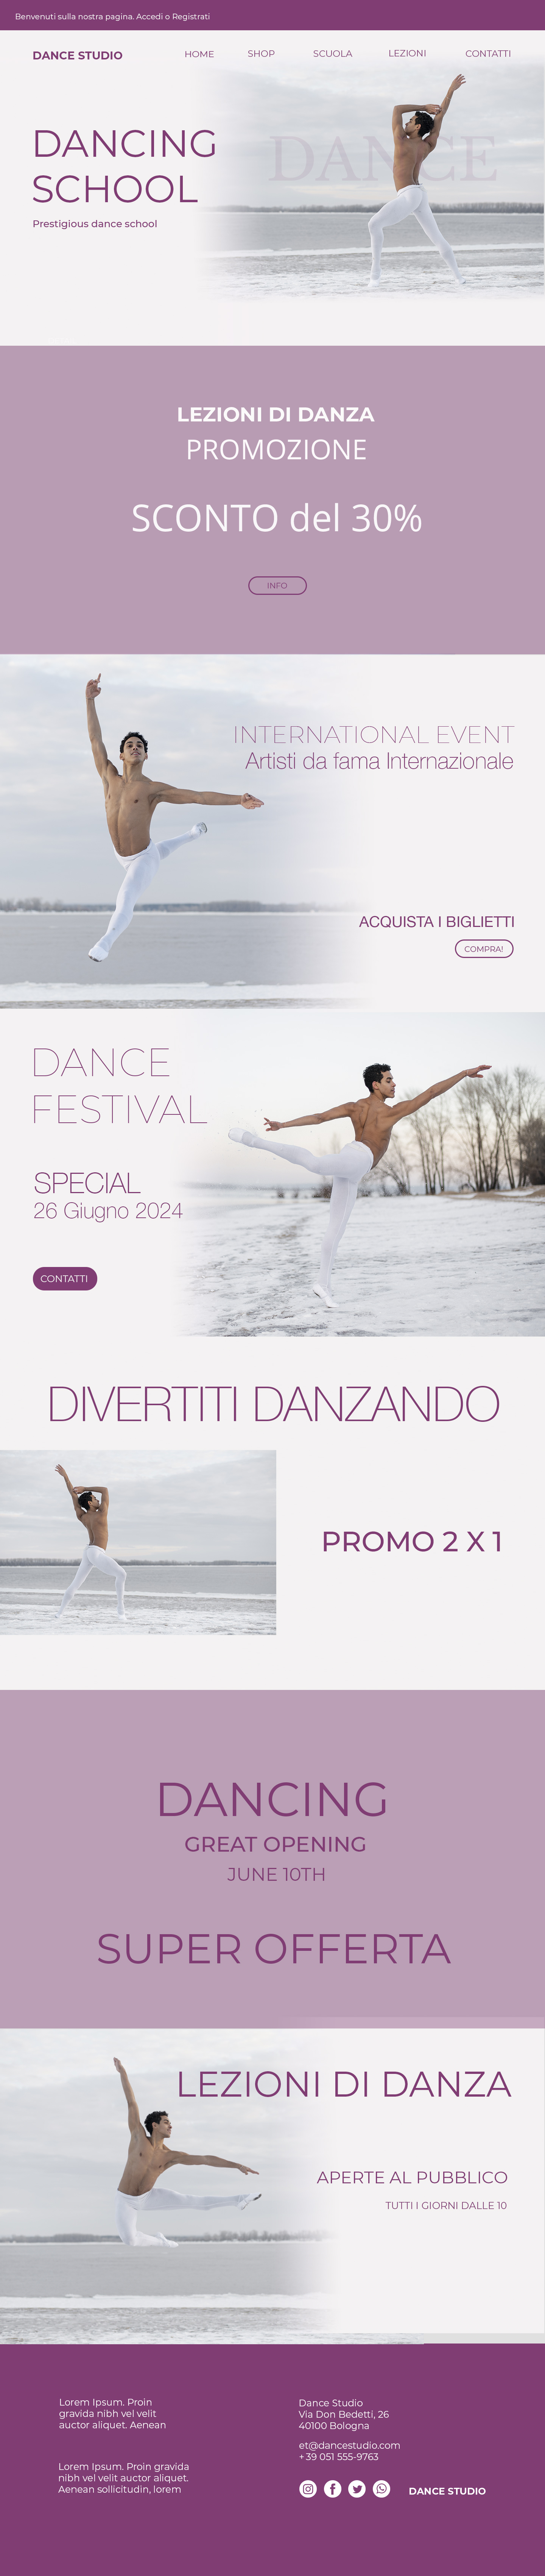 Benvenuti sulla nostra pagina. Accedi o Registrati
DANCE STUDIO
HOME
SHOP
SCUOLA
LEZIONI
CONTATTI
DANCING
SCHOOL
Prestigious dance school
DANCE
LEZIONI DI DANZA
PROMOZIONE
SCONTO del 30%
INFO
INTERNATIONAL EVENT
Artisti da fama Internazionale
ACQUISTA I BIGLIETTI
COMPRA!
DANCE
FESTIVAL
SPECIAL
26 Giugno 2024
CONTATTI
DIVERTITI DANZANDO
PROMO 2 X 1
DANCING
GREAT OPENING
JUNE 10TH
SUPER OFFERTA
LEZIONI DI DANZA
APERTE AL PUBBLICO
TUTTI I GIORNI DALLE 10
Lorem Ipsum. Proin
gravida nibh vel velit
auctor aliquet. Aenean
Lorem Ipsum. Proin gravida
nibh vel velit auctor aliquet.
Aenean sollicitudin, lorem
Dance Studio
Via Don Bedetti, 26
40100 Bologna
et@dancestudio.com
+39 051 555-9763
DANCE STUDIO